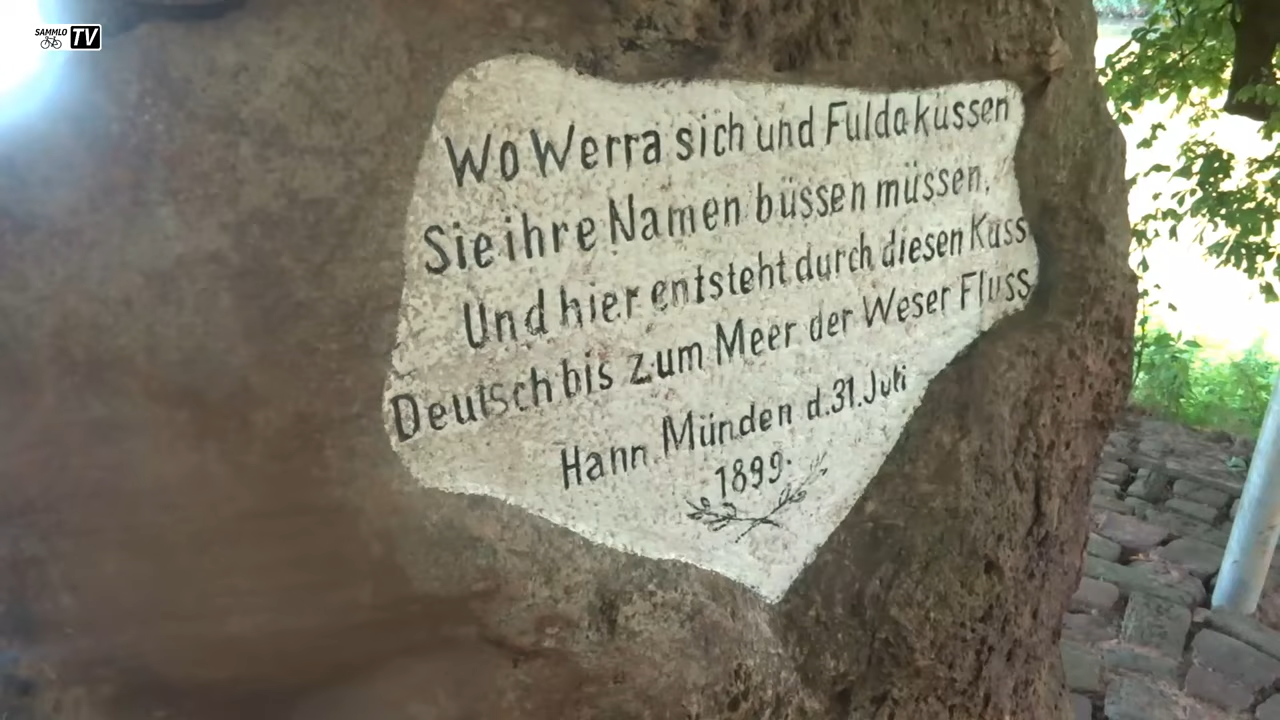 SAMMLO TV
Wo Werra sich und Fulda küssen
Sie ihre Namen büssen müssen.
Und hier entsteht durch diesen Kuss
Deutsch bis zum Meer der Weser Fluss
Hann. Münden d.31.Juli
1899.